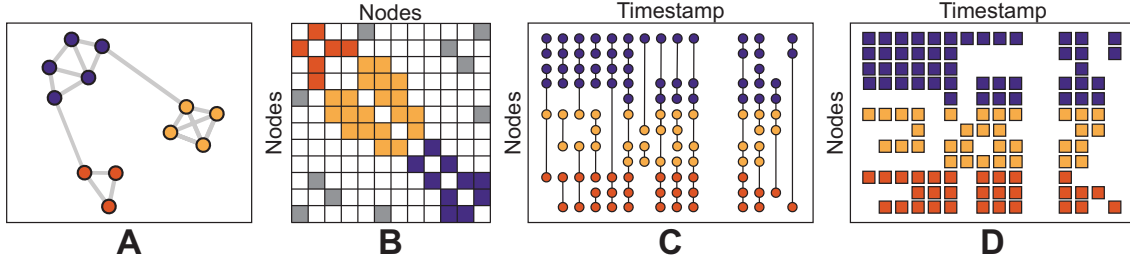 Nodes
Timestamp
Timestamp
Nodes
Nodes
Nodes
A
B
C
D